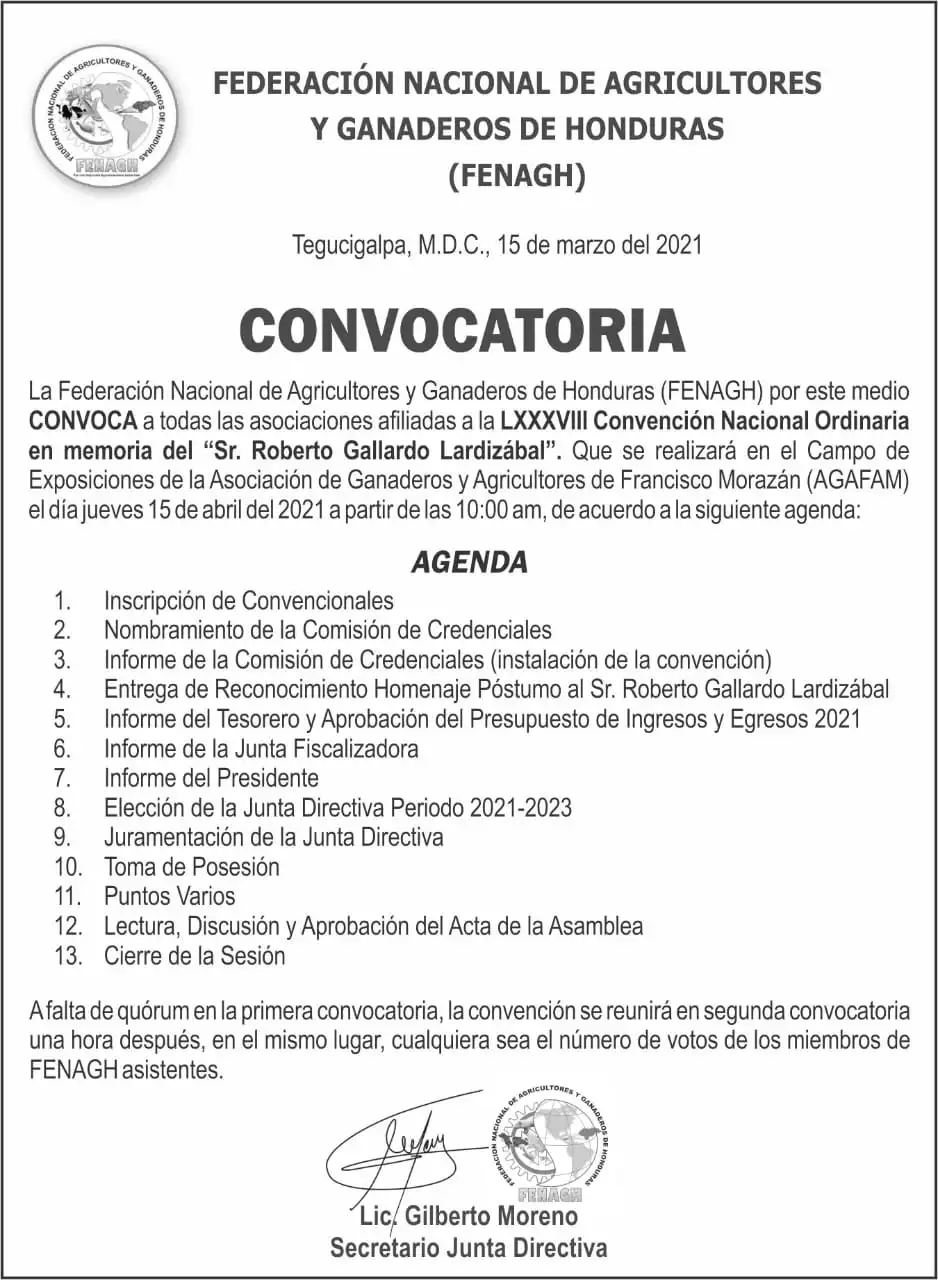 FEDERACION NACIONAL DE AGRICULTORES Y GANADEROS DE HONDURAS
FENAGH
FEDERACIÓN NACIONAL DE AGRICULTORES
Y GANADEROS DE HONDURAS
(FENAGH)
Tegucigalpa, M.D.C., 15 de marzo del 2021
CONVOCATORIA
La Federación Nacional de Agricultores y Ganaderos de Honduras (FENAGH) por este medio
CONVOCA a todas las asociaciones afiliadas a la LXXXVIII Convención Nacional Ordinaria
en memoria del “Sr. Roberto Gallardo Lardizábal”. Que se realizará en el Campo de
Exposiciones de la Asociación de Ganaderos y Agricultores de Francisco Morazán (AGAFAM)
el día jueves 15 de abril del 2021 a partir de las 10:00 am, de acuerdo a la siguiente agenda:
AGENDA
1. Inscripción de Convencionales
2. Nombramiento de la Comisión de Credenciales
3. Informe de la Comisión de Credenciales (instalación de la convención)
4. Entrega de Reconocimiento Homenaje Póstumo al Sr. Roberto Gallardo Lardizábal
5. Informe del Tesorero y Aprobación del Presupuesto de Ingresos y Egresos 2021
6. Informe de la Junta Fiscalizadora
7. Informe del Presidente
8. Elección de la Junta Directiva Periodo 2021-2023
9. Juramentación de la Junta Directiva
10. Toma de Posesión
11. Puntos Varios
12. Lectura, Discusión y Aprobación del Acta de la Asamblea
13. Cierre de la Sesión
A falta de quórum en la primera convocatoria, la convención se reunirá en segunda convocatoria
una hora después, en el mismo lugar, cualquiera sea el número de votos de los miembros de
FENAGH asistentes.
FEDERACION NACIONAL DE AGRICULTORES Y GANADEROS DE HONDURAS
FENAGH
Lic. Gilberto Moreno
Secretario Junta Directiva